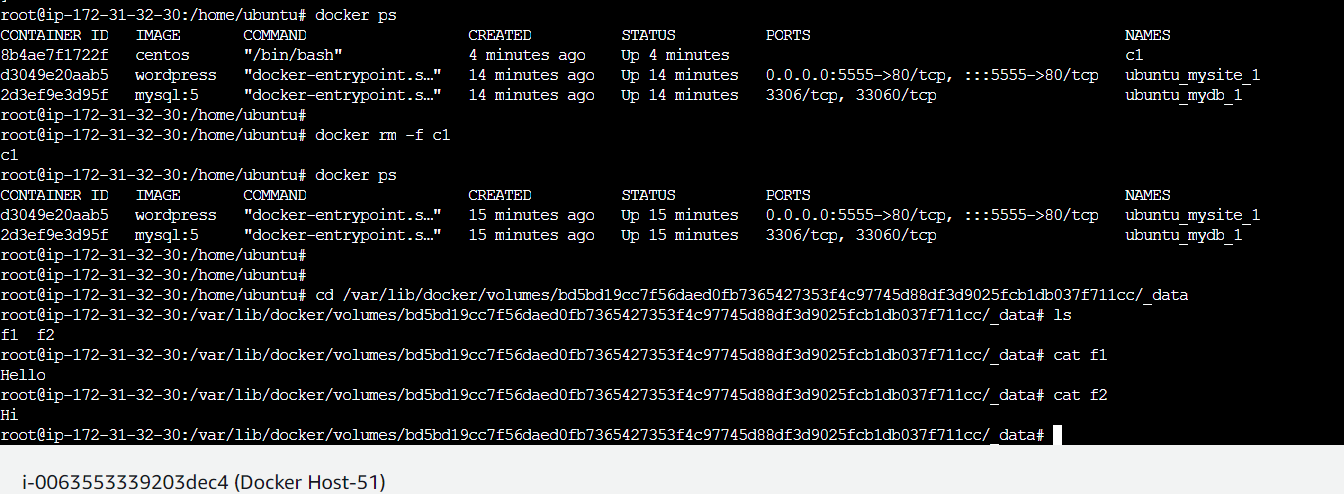 root@ip-172-31-32-30:/home/ubuntu# docker ps
CONTAINER ID   IMAGE       COMMAND                  CREATED          STATUS          PORTS                                   NAMES
8b4ae7f1722f   centos      "/bin/bash"              4 minutes ago    Up 4 minutes                                            c1
d3049e20aab5   wordpress   "docker-entrypoint.s…"   14 minutes ago   Up 14 minutes   0.0.0.0:5555->80/tcp, :::5555->80/tcp   ubuntu_mysite_1
2d3ef9e3d95f   mysql:5     "docker-entrypoint.s…"   14 minutes ago   Up 14 minutes   3306/tcp, 33060/tcp                     ubuntu_mydb_1
root@ip-172-31-32-30:/home/ubuntu#
root@ip-172-31-32-30:/home/ubuntu# docker rm -f c1
c1
root@ip-172-31-32-30:/home/ubuntu# docker ps
CONTAINER ID   IMAGE       COMMAND                  CREATED          STATUS          PORTS                                   NAMES
d3049e20aab5   wordpress   "docker-entrypoint.s…"   15 minutes ago   Up 15 minutes   0.0.0.0:5555->80/tcp, :::5555->80/tcp   ubuntu_mysite_1
2d3ef9e3d95f   mysql:5     "docker-entrypoint.s…"   15 minutes ago   Up 15 minutes   3306/tcp, 33060/tcp                     ubuntu_mydb_1
root@ip-172-31-32-30:/home/ubuntu#
root@ip-172-31-32-30:/home/ubuntu#
root@ip-172-31-32-30:/home/ubuntu# cd /var/lib/docker/volumes/bd5bd19cc7f56daed0fb7365427353f4c97745d88df3d9025fcb1db037f711cc/_data
root@ip-172-31-32-30:/var/lib/docker/volumes/bd5bd19cc7f56daed0fb7365427353f4c97745d88df3d9025fcb1db037f711cc/_data# ls
f1  f2
root@ip-172-31-32-30:/var/lib/docker/volumes/bd5bd19cc7f56daed0fb7365427353f4c97745d88df3d9025fcb1db037f711cc/_data# cat f1
Hello
root@ip-172-31-32-30:/var/lib/docker/volumes/bd5bd19cc7f56daed0fb7365427353f4c97745d88df3d9025fcb1db037f711cc/_data# cat f2
Hi
root@ip-172-31-32-30:/var/lib/docker/volumes/bd5bd19cc7f56daed0fb7365427353f4c97745d88df3d9025fcb1db037f711cc/_data#
i-0063553339203dec4 (Docker Host-51)